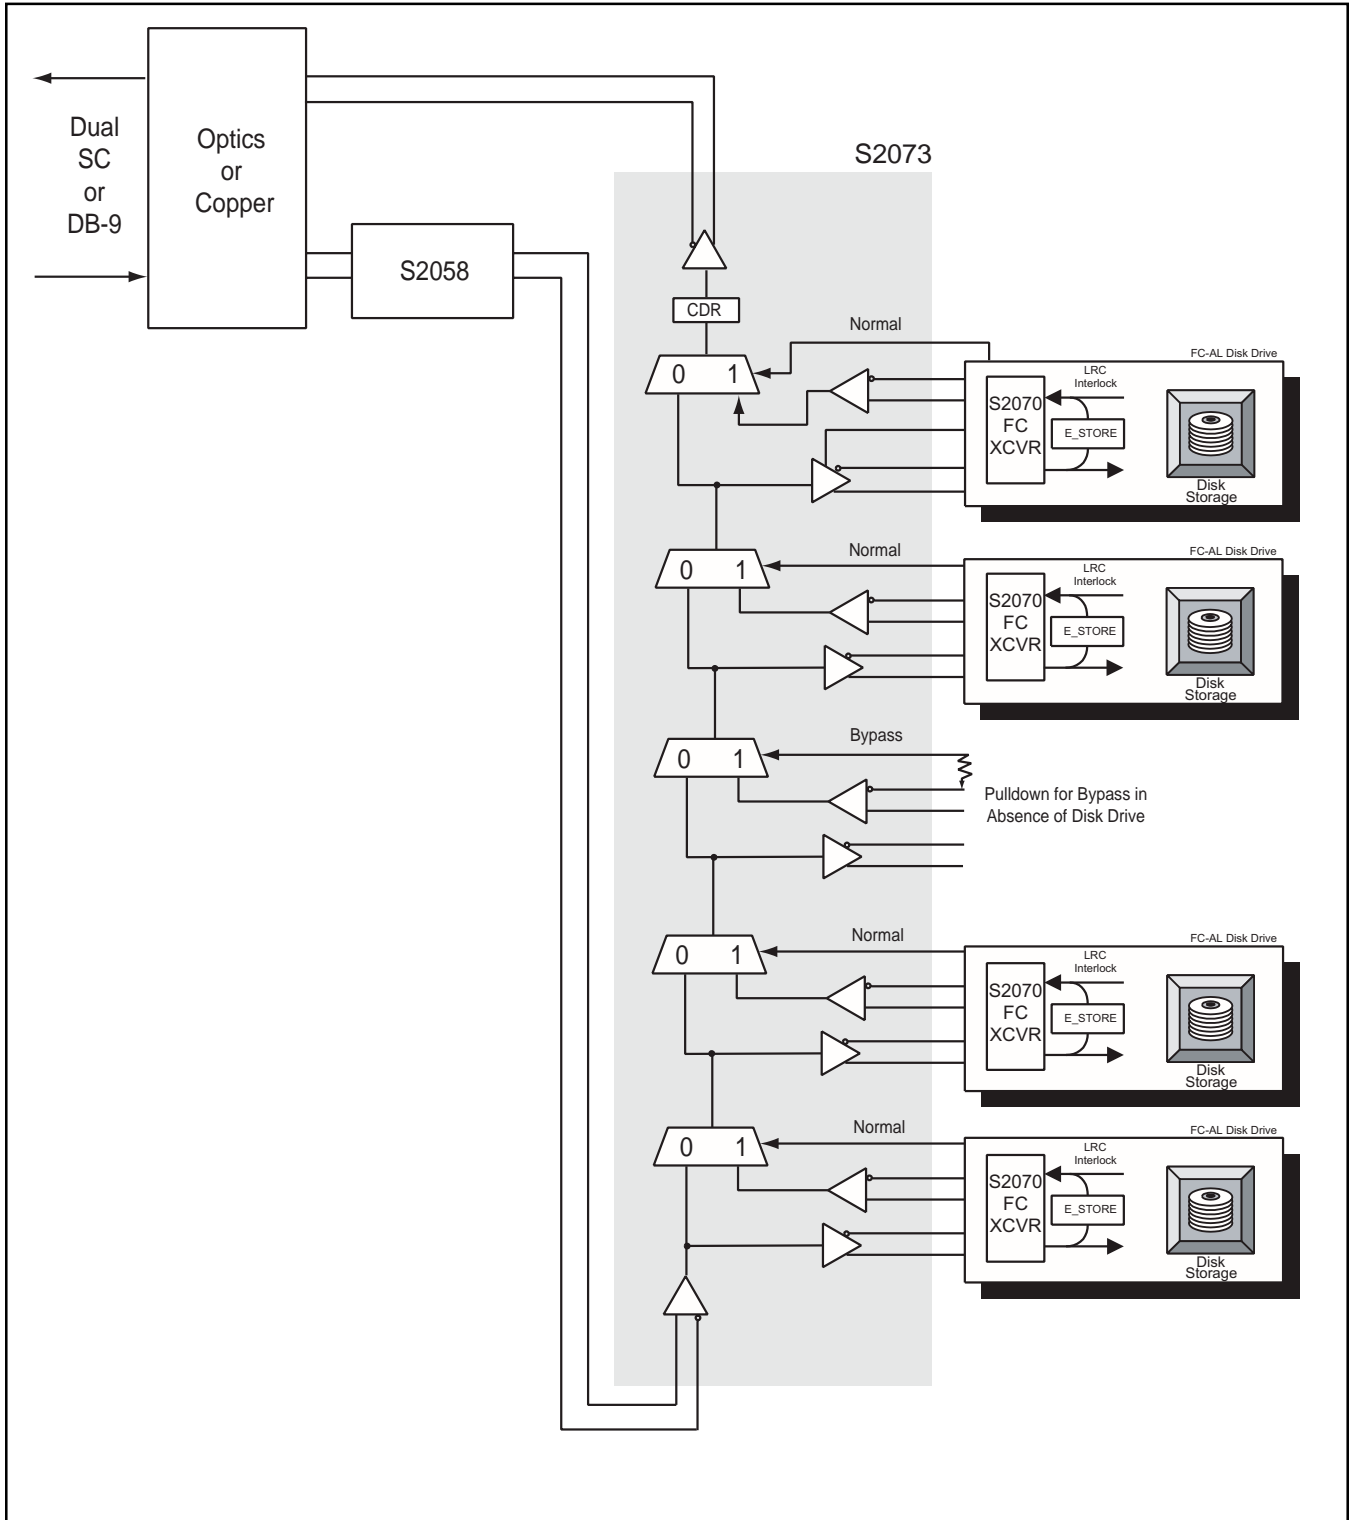 Dual
SC
or
DB-9
Optics
or
Copper
S2058
S2073
CDR
0 1
Normal
FC-AL Disk Drive
S2070
FC
XCVR
LRC
Interlock
E_STORE
Disk
Storage
0 1
Normal
FC-AL Disk Drive
S2070
FC
XCVR
LRC
Interlock
E_STORE
Disk
Storage
0 1
Bypass
Pulldown for Bypass in
Absence of Disk Drive
0 1
Normal
FC-AL Disk Drive
S2070
FC
XCVR
LRC
Interlock
E_STORE
Disk
Storage
0 1
Normal
FC-AL Disk Drive
S2070
FC
XCVR
LRC
Interlock
E_STORE
Disk
Storage